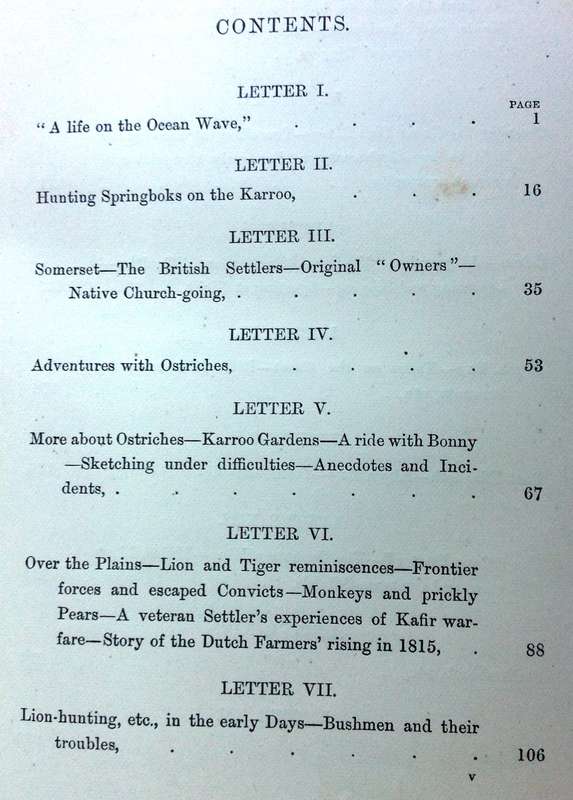 CONTENTS.
LETTER I.
PAGE
"A life on the Ocean Wave," . . . . 1
LETTER II.
Hunting Springboks on the Karroo, . . . 16
LETTER III.
Somerset—The British Settlers—Original "Owners"—
Native Church-going, . . . . . 35
LETTER IV.
Adventures with Ostriches, . . . . 53
LETTER V.
More about Ostriches—Karroo Gardens—A ride with Bonny
—Sketching under difficulties—Anecdotes and Inci-
dents, . . . . . . . 67
LETTER VI.
Over the Plains—Lion and Tiger reminiscences—Frontier
forces and escaped Convicts—Monkeys and prickly
Pears—A veteran Settler's experiences of Kafir war-
fare—Story of the Dutch Farmers' rising in 1815, . 88
LETTER VII.
Lion-hunting, etc., in the early Days—Bushmen and their
troubles, . . . . . . 106
v